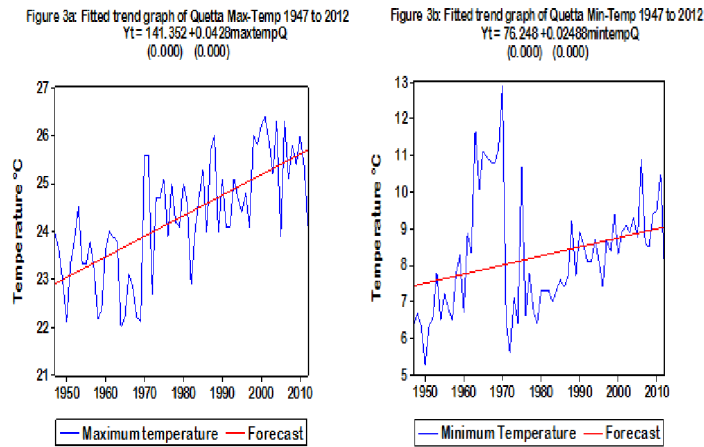 Figure 3a: Fitted trend graph of Quetta Max-Temp 1947 to 2012
Yt = 141.352 +0.0428maxtempQ
(0.000) (0.000)
27
26
25
24
23
22
21
Temperature °C
1950 1960 1970 1980 1990 2000 2010
Maximum temperature Forecast
Figure 3b: Fitted trend graph of Quetta Min-Temp 1947 to 2012
Yt = 76.248 +0.02488mintempQ
(0.000) (0.000)
13
12
11
10
9
8
7
6
5
Temperature °C
1950 1960 1970 1980 1990 2000 2010
Minimum Temperature Forecast